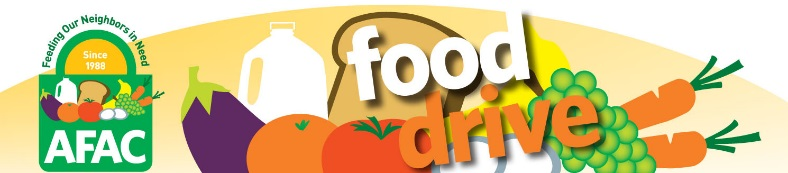 Feeding Our Neighbors in Need
Since
1988
AFAC
food
drive